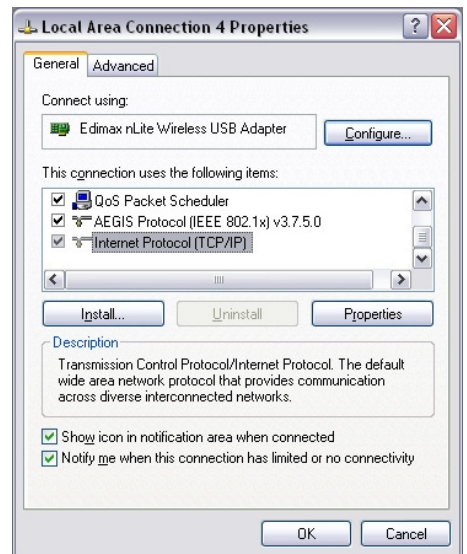 Local Area Connection 4 Properties
General Advanced
Connect using:
Edimax nLite Wireless USB Adapter
Configure...
This connection uses the following items:
QoS Packet Scheduler
AEGIS Protocol (IEEE 802.1x) v3.7.5.0
Internet Protocol (TCP/IP)
Install... Uninstall Properties
Description
Transmission Control Protocol/Internet Protocol. The default
wide area network protocol that provides communication
across diverse interconnected networks.
Show icon in notification area when connected
Notify me when this connection has limited or no connectivity
OK Cancel